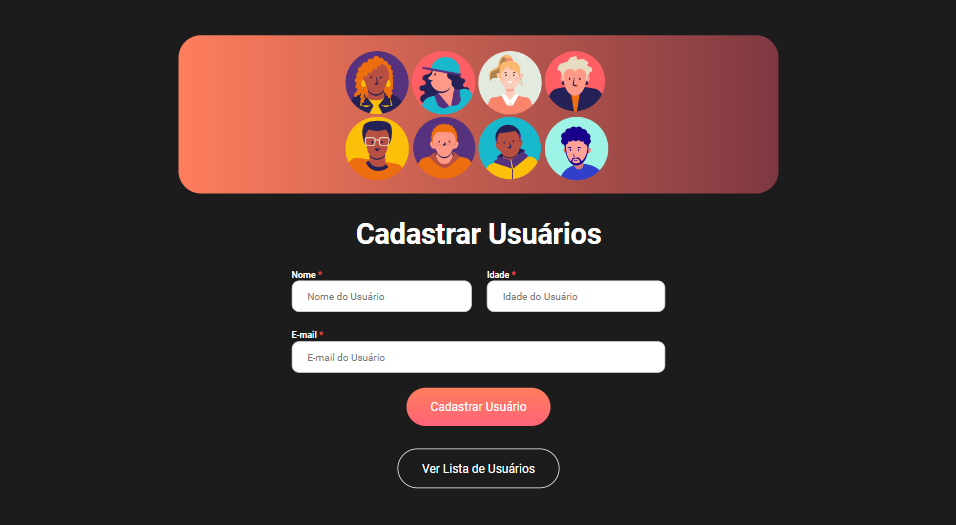 Cadastrar Usuários
Nome * Idade *
Nome do Usuário Idade do Usuário
E-mail *
E-mail do Usuário
Cadastrar Usuário
Ver Lista de Usuários